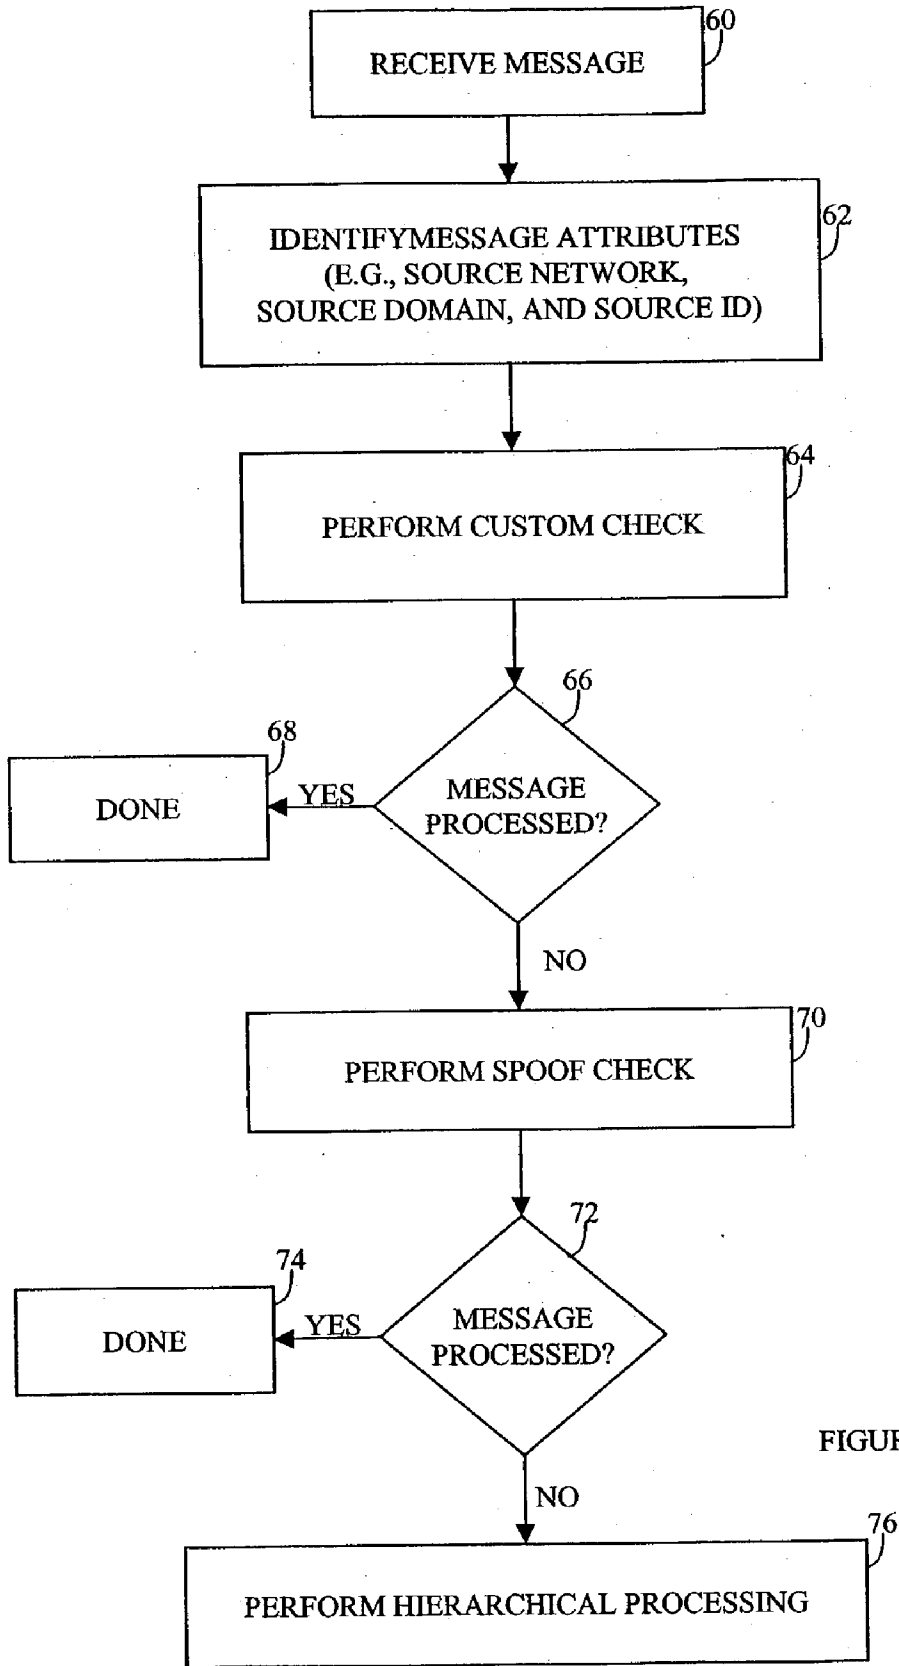 60
RECEIVE MESSAGE
62
IDENTIFYMESSAGE ATTRIBUTES
(E.G., SOURCE NETWORK,
SOURCE DOMAIN, AND SOURCE ID)
64
PERFORM CUSTOM CHECK
66
68
MESSAGE
PROCESSED?
YES
DONE
NO
70
PERFORM SPOOF CHECK
72
74
MESSAGE
PROCESSED?
YES
DONE
FIGUR
NO
76
PERFORM HIERARCHICAL PROCESSING